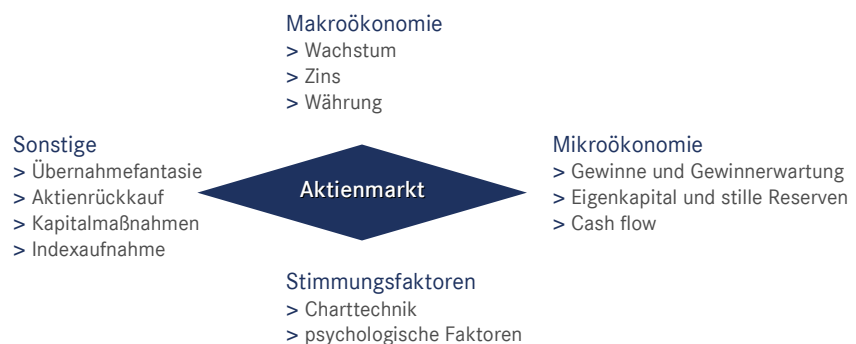 Makroökonomie
> Wachstum
> Zins
> Währung
Sonstige
> Übernahmefantasie
> Aktienrückkauf
> Kapitalmaßnahmen
> Indexaufnahme
Aktienmarkt
Mikroökonomie
> Gewinne und Gewinnerwartung
> Eigenkapital und stille Reserven
> Cash flow
Stimmungsfaktoren
> Charttechnik
> psychologische Faktoren